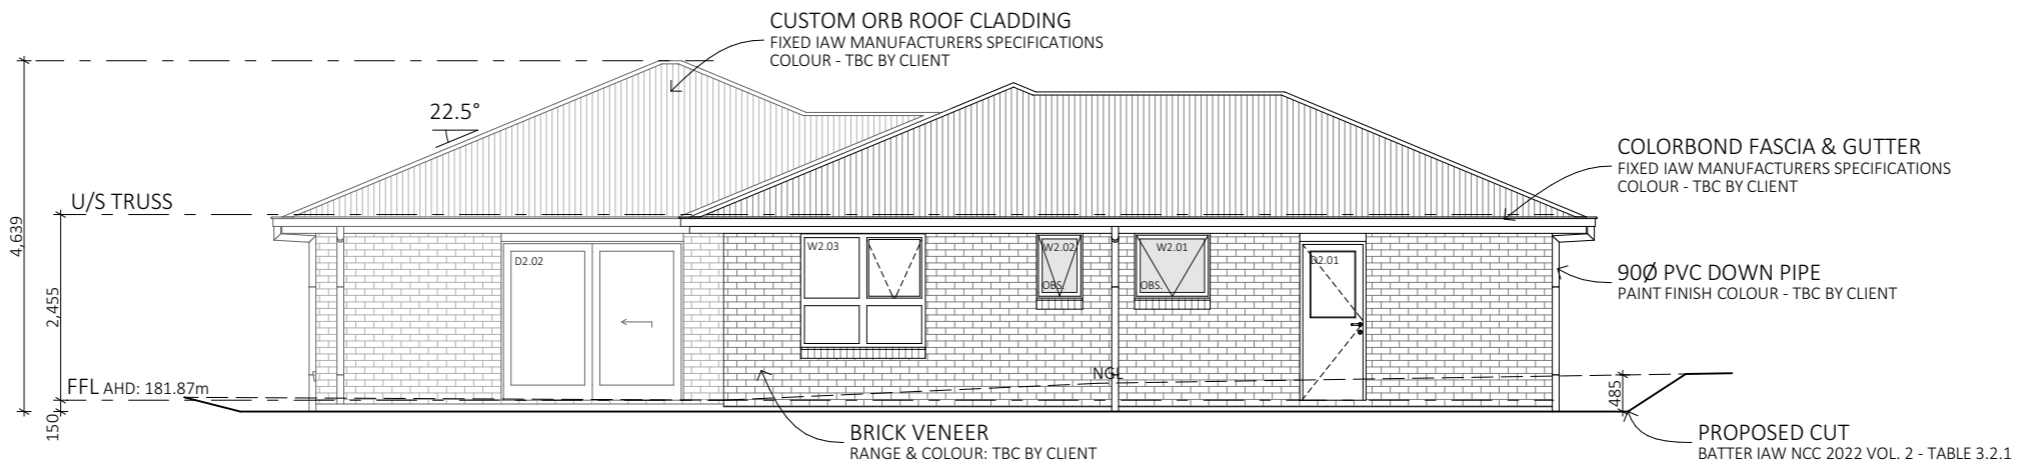 CUSTOM ORB ROOF CLADDING
FIXED IAW MANUFACTURERS SPECIFICATIONS
COLOUR - TBC BY CLIENT
22.5°
COLORBOND FASCIA & GUTTER
FIXED IAW MANUFACTURERS SPECIFICATIONS
COLOUR - TBC BY CLIENT
U/S TRUSS
4,639
2,455
W2.03
W2.02
W2.01
D2.02
D2.01
OBS.
OBS.
90Ø PVC DOWN PIPE
PAINT FINISH COLOUR - TBC BY CLIENT
NGL
FFL AHD: 181.87m
485
150
BRICK VENEER
RANGE & COLOUR: TBC BY CLIENT
PROPOSED CUT
BATTER IAW NCC 2022 VOL. 2 - TABLE 3.2.1